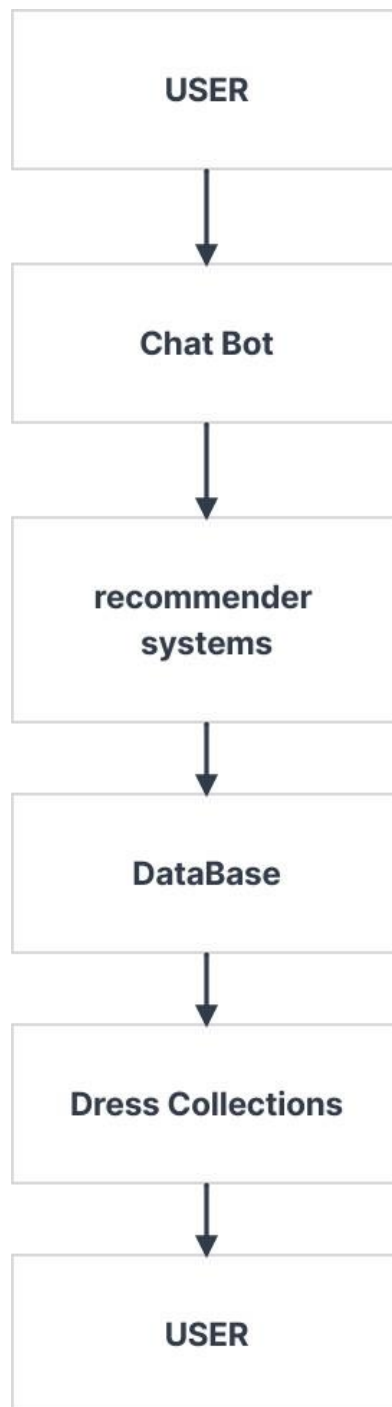 USER
Chat Bot
recommender
systems
DataBase
Dress Collections
USER